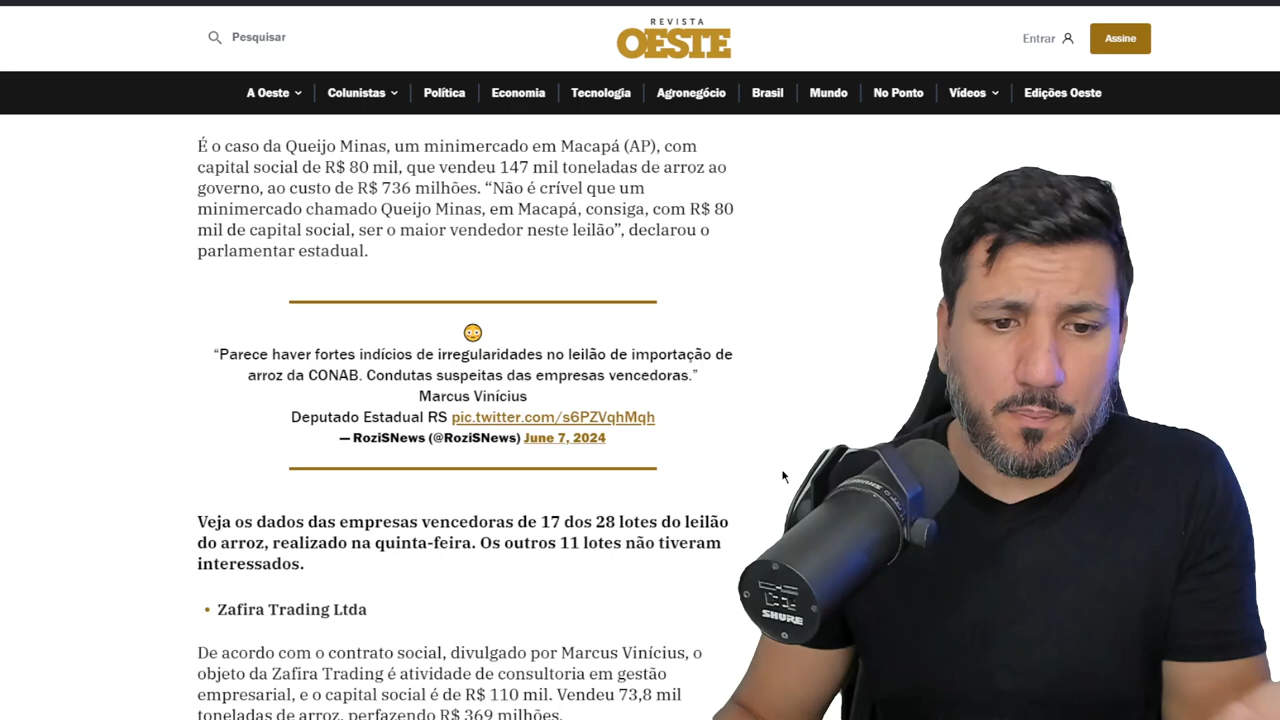 Pesquisar
REVISTA
OESTE
Entrar
Assine
A Oeste
Colunistas
Política
Economia
Tecnologia
Agronegócio
Brasil
Mundo
No Ponto
Vídeos
Edições Oeste
É o caso da Queijo Minas, um minimercado em Macapá (AP), com
capital social de R$ 80 mil, que vendeu 147 mil toneladas de arroz ao
governo, ao custo de R$ 736 milhões. “Não é crível que um
minimercado chamado Queijo Minas, em Macapá, consiga, com R$ 80
mil de capital social, ser o maior vendedor neste leilão”, declarou o
parlamentar estadual.
“Parece haver fortes indícios de irregularidades no leilão de importação de
arroz da CONAB. Condutas suspeitas das empresas vencedoras.”
Marcus Vinícius
Deputado Estadual RS pic.twitter.com/s6PZVqhMqh
— RoziSNews (@RoziSNews) June 7, 2024
Veja os dados das empresas vencedoras de 17 dos 28 lotes do leilão
do arroz, realizado na quinta-feira. Os outros 11 lotes não tiveram
interessados.
• Zafira Trading Ltda
De acordo com o contrato social, divulgado por Marcus Vinícius, o
objeto da Zafira Trading é atividade de consultoria em gestão
empresarial, e o capital social é de R$ 110 mil. Vendeu 73,8 mil
toneladas de arroz, perfazendo R$ 369 milhões.
SHURE
SHURE